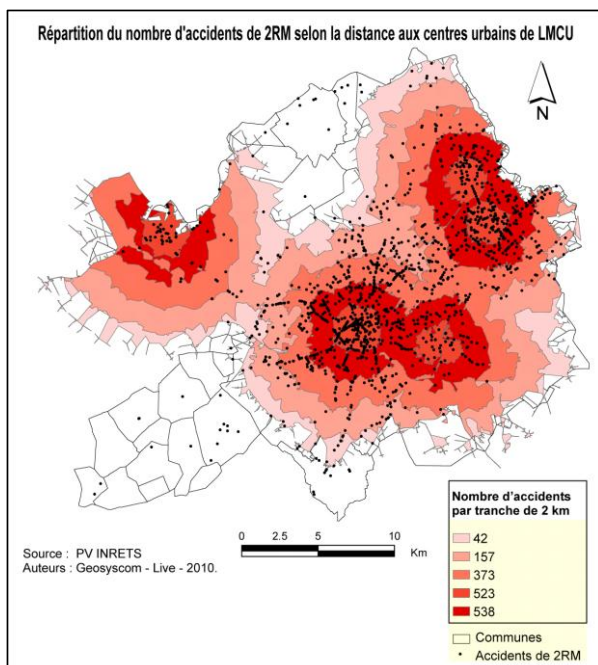 Répartition du nombre d'accidents de 2RM selon la distance aux centres urbains de LMCU
N
Nombre d'accidents
par tranche de 2 km
42
157
373
523
538
Communes
Accidents de 2RM
0 2.5 5 10
Km
Source : PV INRETS
Auteurs : Geosyscom - Live - 2010.